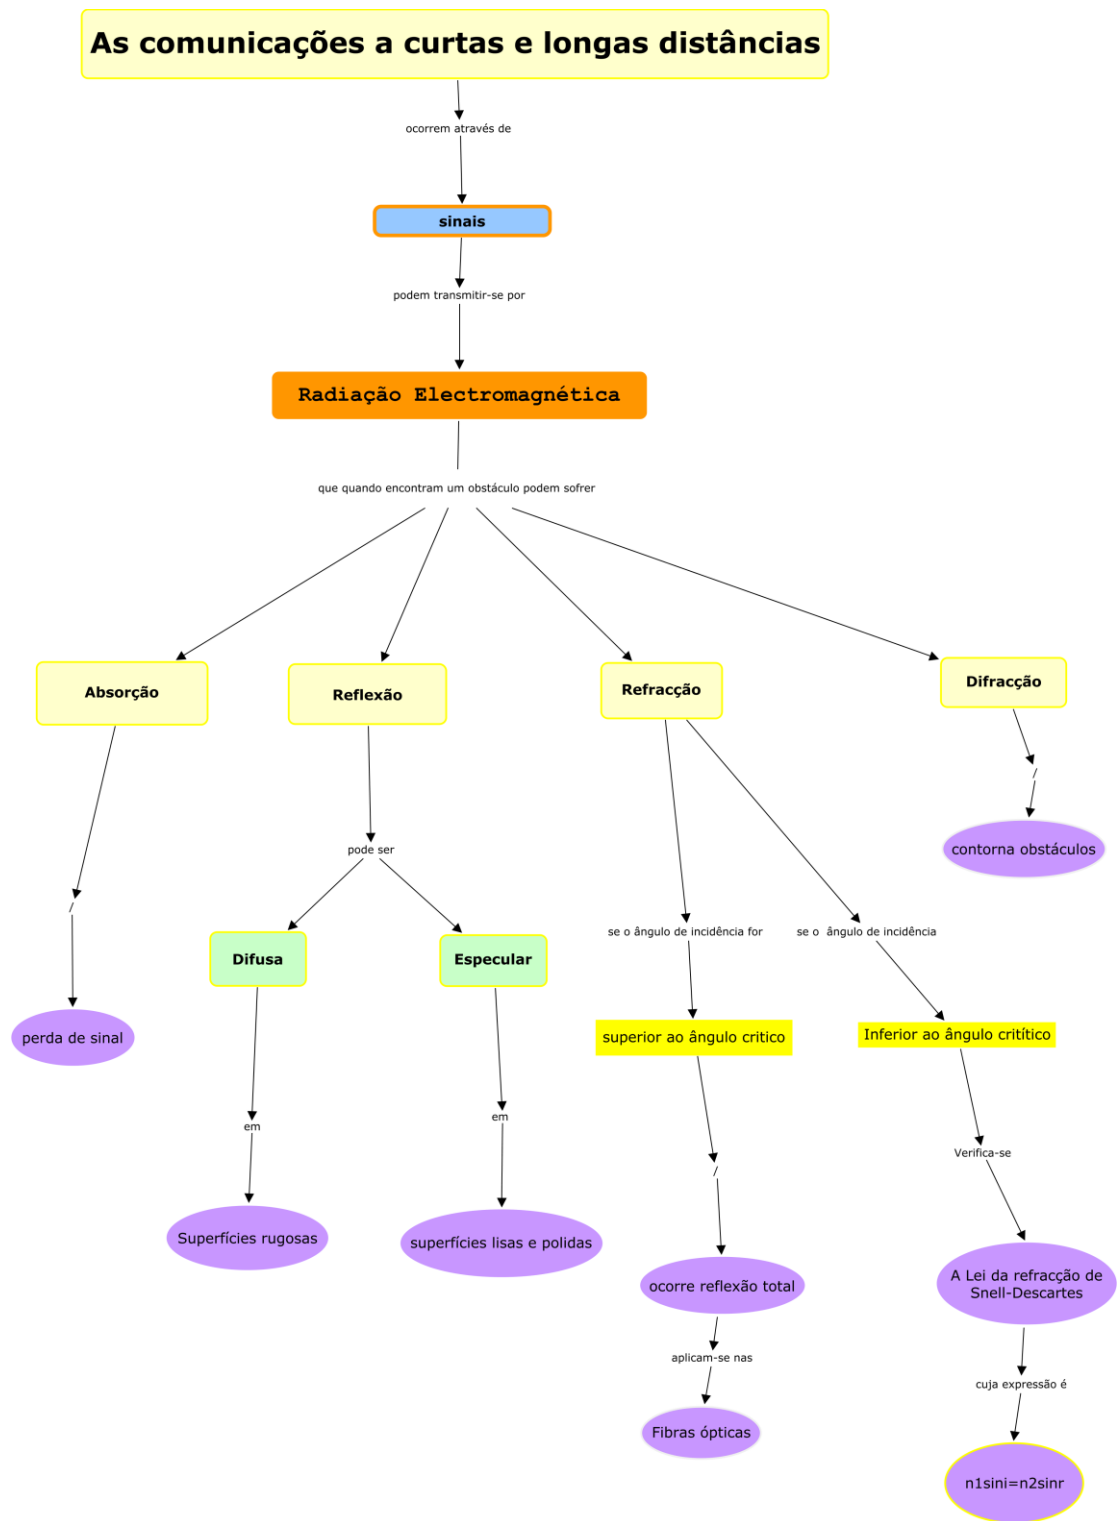 As comunicações a curtas e longas distâncias
ocorrem através de
sinais
podem transmitir-se por
Radiação Electromagnética
que quando encontram um obstáculo podem sofrer
Absorção
Reflexão
Refracção
Difracção
/
contorna obstáculos
pode ser
/
Difusa
Especular
se o ângulo de incidência for
se o  ângulo de incidência
perda de sinal
superior ao ângulo critico
Inferior ao ângulo critítico
em
em
/
Verifica-se
Superfícies rugosas
superfícies lisas e polidas
ocorre reflexão total
A Lei da refracção de
Snell-Descartes
aplicam-se nas
cuja expressão é
Fibras ópticas
n1sini=n2sinr